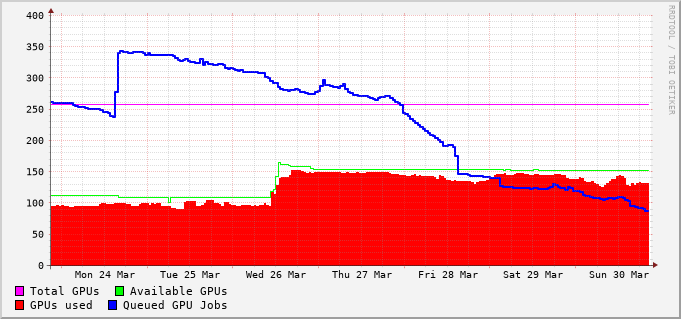 400
350
300
250
200
150
100
50
0
Mon 24 Mar Tue 25 Mar Wed 26 Mar Thu 27 Mar Fri 28 Mar Sat 29 Mar Sun 30 Mar
Total GPUs Available GPUs
GPUs used Queued GPU Jobs
RRDTOOL / TOBI OETIKER